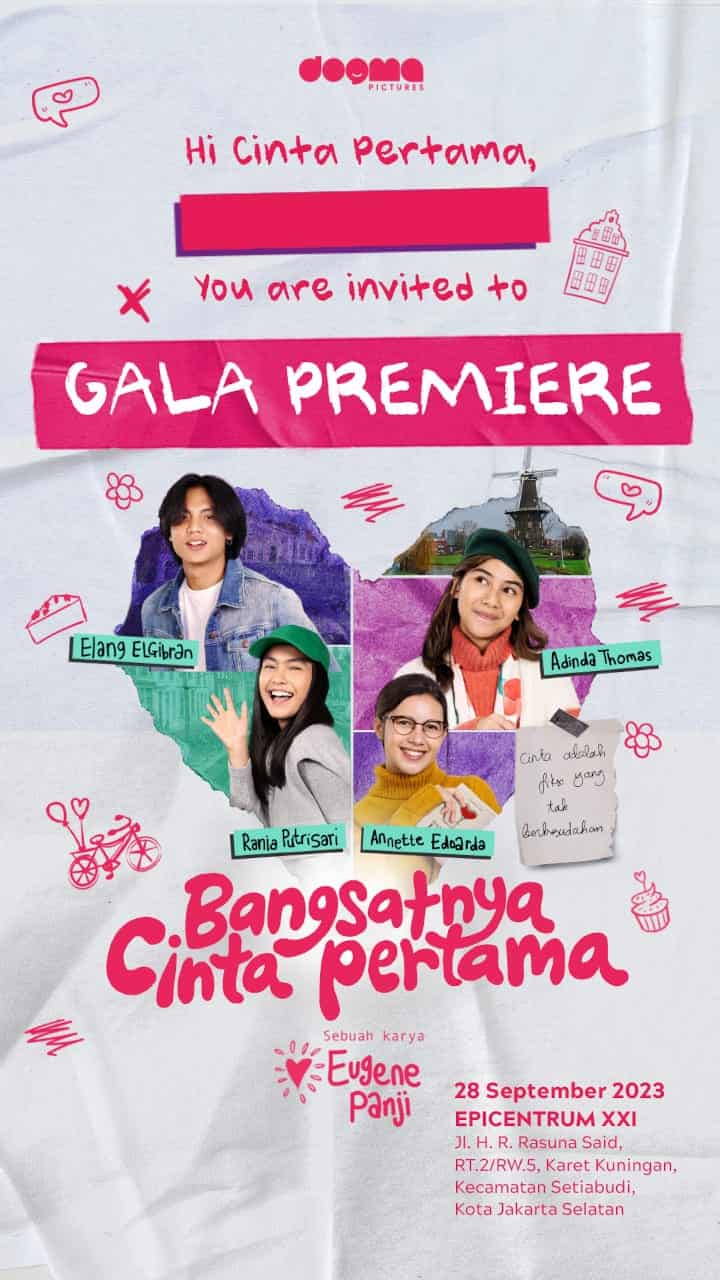 dogma
PICTURES
Hi Cinta Pertama,
You are invited to
GALA PREMIERE
Elang ELGibran
Adinda Thomas
Rania Putrisari
Annette Edoarda
Cinta adalah
fiksi yang
tak
berkesudahan
Bangsatnya
Cinta pertama
Sebuah karya
Eugene
Panji
28 September 2023
EPICENTRUM XXI
Jl. H. R. Rasuna Said,
RT.2/RW.5, Karet Kuningan,
Kecamatan Setiabudi,
Kota Jakarta Selatan